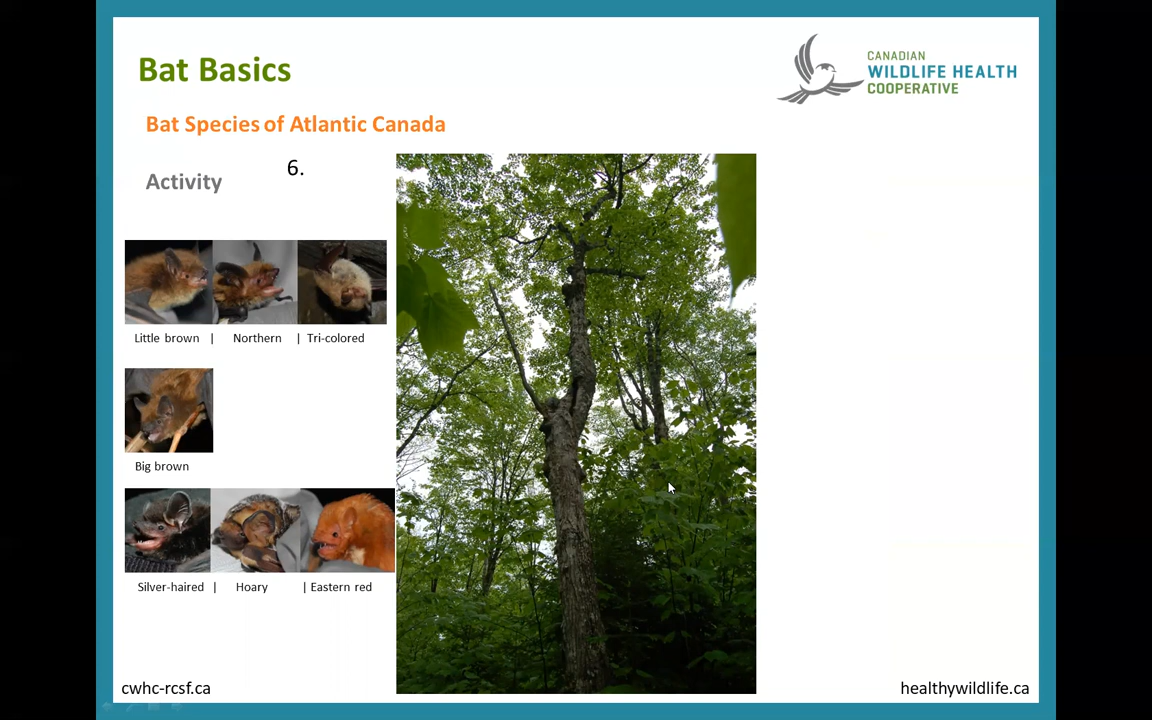 Bat Basics
CANADIAN
WILDLIFE HEALTH
COOPERATIVE
Bat Species of Atlantic Canada
6.
Activity
Little brown | Northern | Tri-colored
Big brown
Silver-haired | Hoary | Eastern red
cwhc-rcsf.ca
healthywildlife.ca